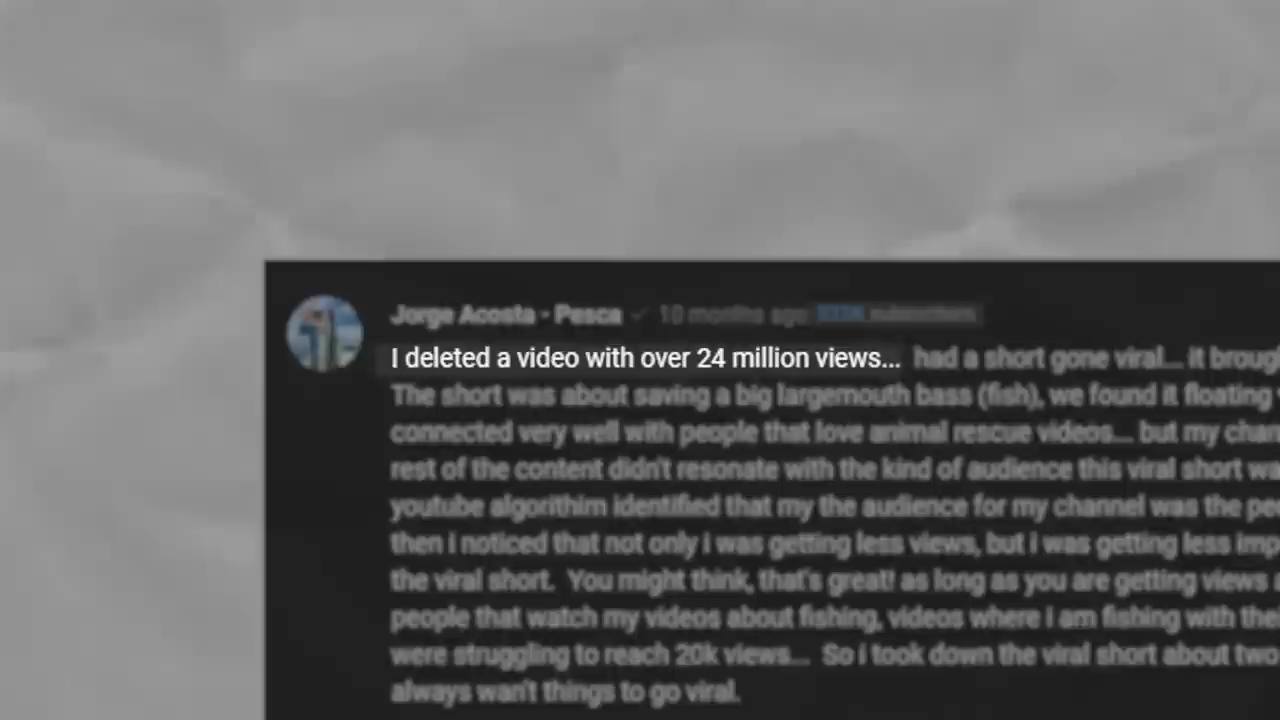 Jorge Acosta - Pesca 10 months ago
I deleted a video with over 24 million views... had a short gone viral... it broug
The short was about saving a big largemouth bass (fish), we found it floating
connected very well with people that love animal rescue videos... but my chan
rest of the content didn't resonate with the kind of audience this viral short wa
youtube algorithim identified that my the audience for my channel was the pe
then i noticed that not only i was getting less views, but i was getting less imp
the viral short. You might think, that's great! as long as you are getting views
people that watch my videos about fishing, videos where I am fishing with the
were struggling to reach 20k views... So i took down the viral short about two
always wan't things to go viral.